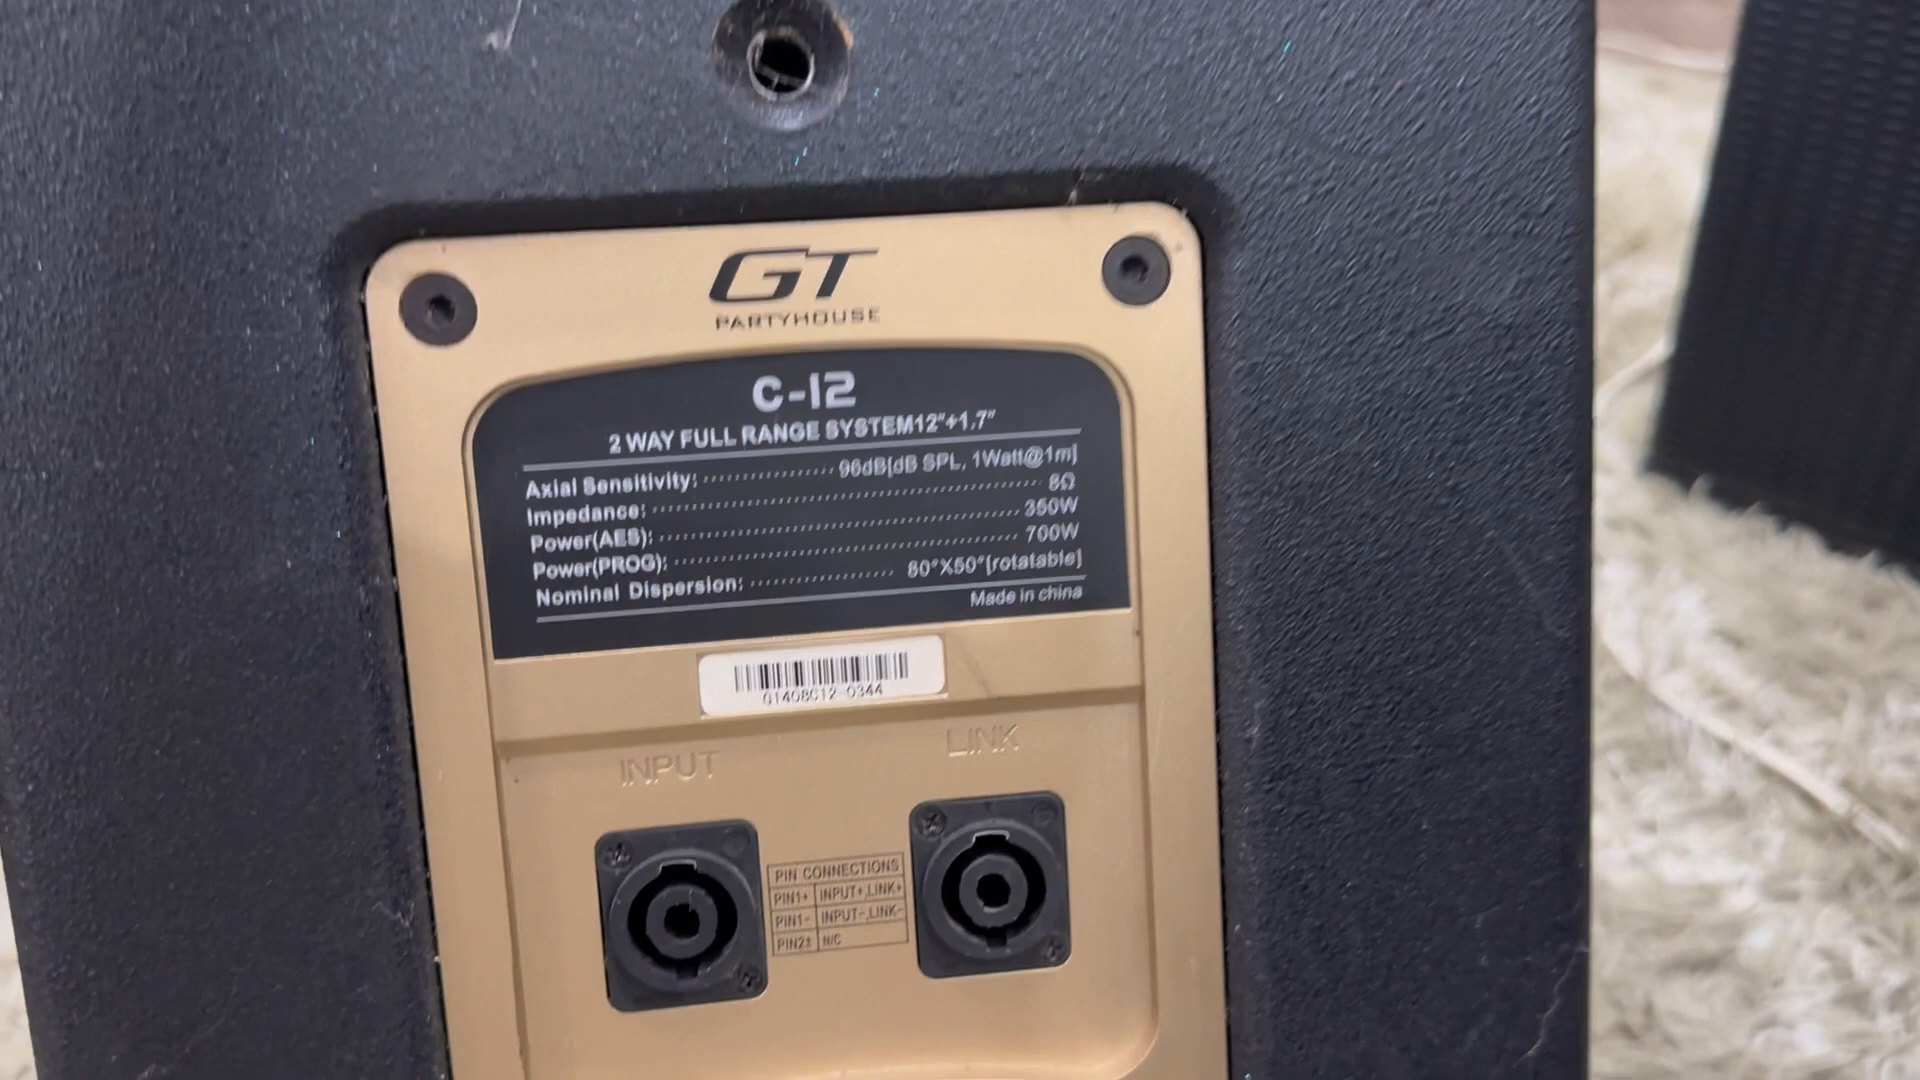 GT
PARTYHOUSE
C-12
2 WAY FULL RANGE SYSTEM12"+1.7"
Axial Sensitivity: ................ 96dB[dB SPL, 1Watt@1m]
Impedance: ................ 8Ω
Power(AES): ................ 350W
Power(PROG): ................ 700W
Nominal Dispersion: ................ 80°X50°[rotatable]
Made in china
01408C12-0344
INPUT
LINK
PIN CONNECTIONS
PIN1+ INPUT+,LINK+
PIN1- INPUT-,LINK-
PIN2± N/C